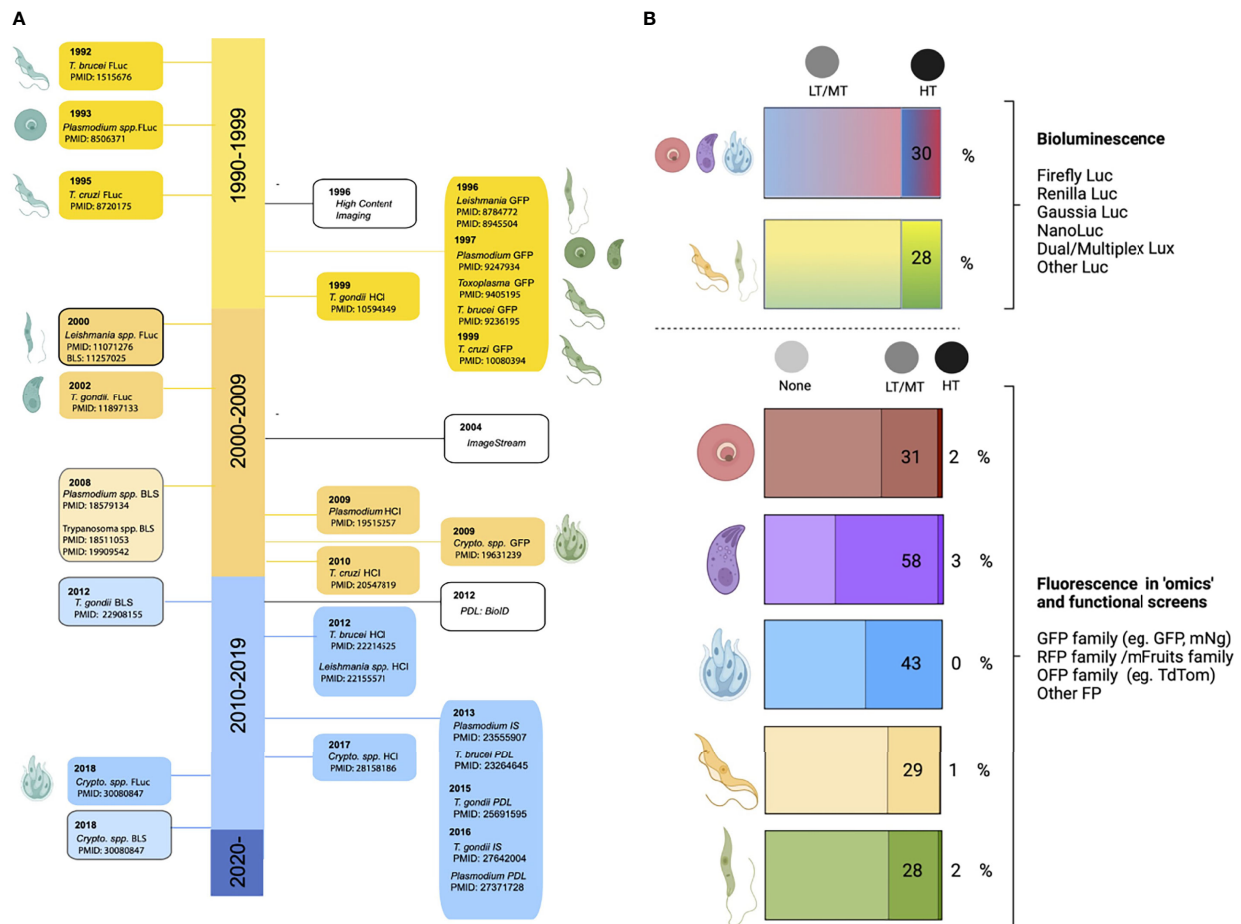 A
1992
T. brucei FLuc
PMID: 1515676
1993
Plasmodium spp.FLuc
PMID: 8506371
1995
T. cruzi FLuc
PMID: 8720175
2000
Leishmania spp. FLuc
PMID: 11071276
BLS: 11257025
2002
T. gondii. FLuc
PMID: 11897133
2008
Plasmodium spp. BLS
PMID: 18579134
Trypanosoma spp. BLS
PMID: 18511053
PMID: 19909542
2012
T. gondii BLS
PMID: 22908155
2018
Crypto. spp. FLuc
PMID: 30080847
2018
Crypto. spp. BLS
PMID: 30080847
1990-1999
2000-2009
2010-2019
2020-
1996
High Content
Imaging
1999
T. gondii HCI
PMID: 10594349
2009
Plasmodium HCI
PMID: 19515257
2010
T. cruzi HCI
PMID: 20547819
2012
T. brucei HCI
PMID: 22214525
Leishmania spp. HCI
PMID: 22155571
2017
Crypto. spp. HCI
PMID: 28158186
1996
Leishmania GFP
PMID: 8784772
PMID: 8945504
1997
Plasmodium GFP
PMID: 9247934
Toxoplasma GFP
PMID: 9405195
T. brucei GFP
PMID: 9236195
1999
T. cruzi GFP
PMID: 10080394
2004
ImageStream
2009
Crypto. spp. GFP
PMID: 19631239
2012
PDL: BioID
2013
Plasmodium IS
PMID: 23555907
T. brucei PDL
PMID: 23264645
2015
T. gondii PDL
PMID: 25691595
2016
T. gondii IS
PMID: 27642004
Plasmodium PDL
PMID: 27371728
B
LT/MT HT
30 %
28 %
Bioluminescence
Firefly Luc
Renilla Luc
Gaussia Luc
NanoLuc
Dual/Multiplex Lux
Other Luc
None LT/MT HT
31 2 %
58 3 %
43 0 %
29 1 %
28 2 %
Fluorescence in 'omics'
and functional screens
GFP family (eg. GFP, mNg)
RFP family /mFruits family
OFP family (eg. TdTom)
Other FP